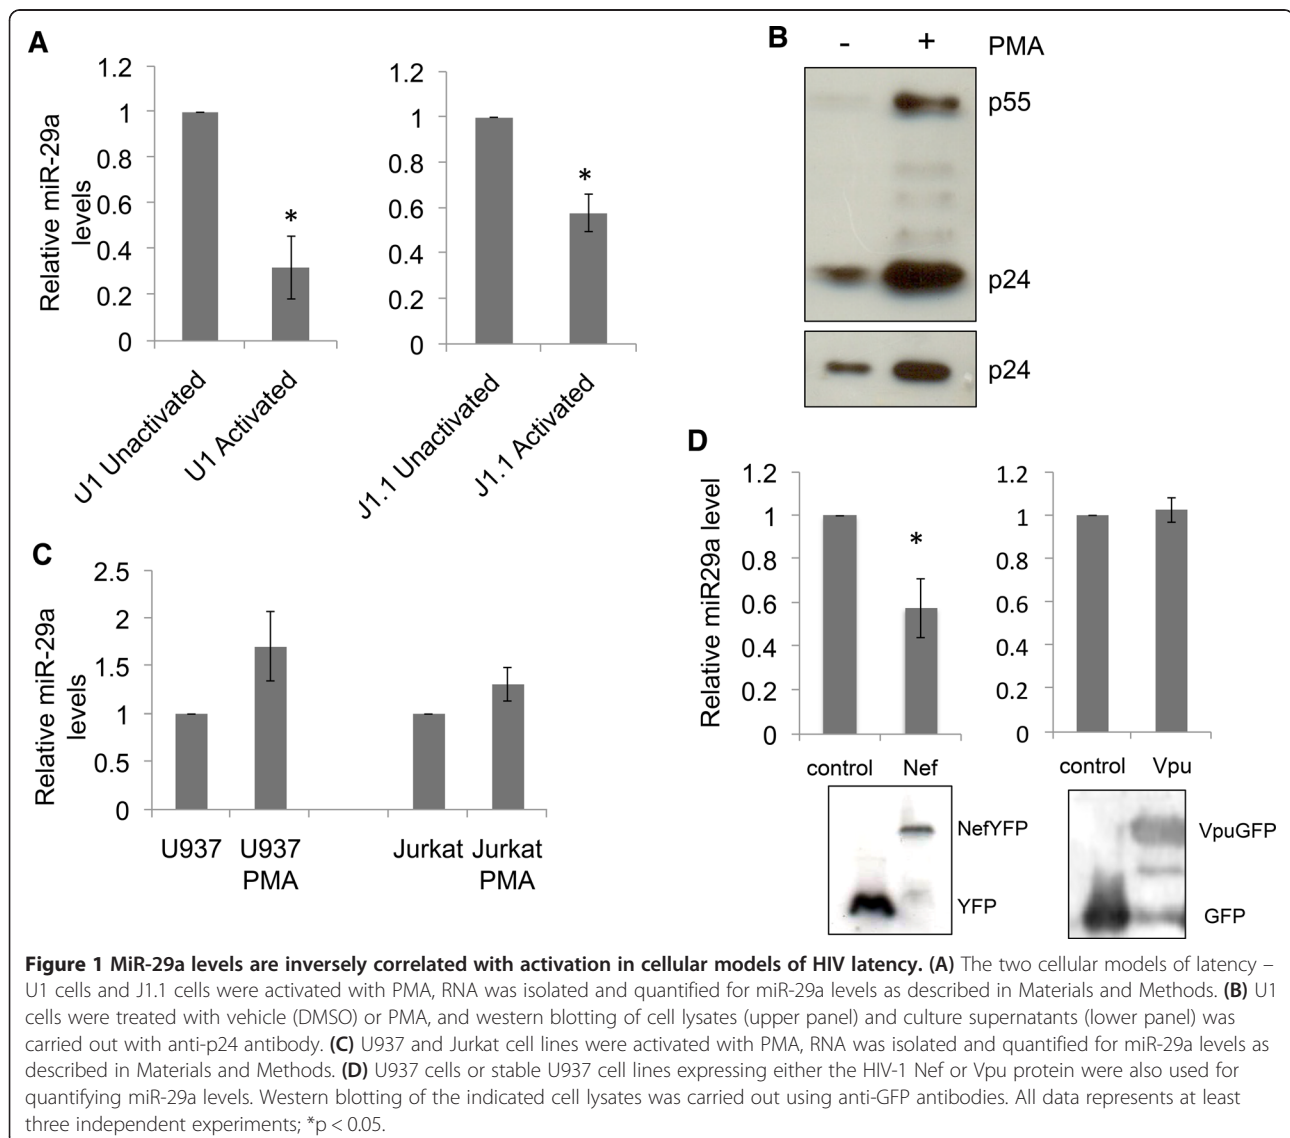 A
Relative miR-29a
levels
1.2
1
0.8
0.6
0.4
0.2
0
*
U1 Unactivated
U1 Activated
1.2
1
0.8
0.6
0.4
0.2
0
*
J1.1 Unactivated
J1.1 Activated
B
- + PMA
p55
p24
p24
C
Relative miR-29a
levels
2.5
2
1.5
1
0.5
0
U937 U937
PMA
Jurkat Jurkat
PMA
D
Relative miR29a level
1.2
1
0.8
0.6
0.4
0.2
0
*
control Nef
NefYFP
YFP
1.2
1
0.8
0.6
0.4
0.2
0
control Vpu
VpuGFP
GFP
Figure 1 MiR-29a levels are inversely correlated with activation in cellular models of HIV latency. (A) The two cellular models of latency –
U1 cells and J1.1 cells were activated with PMA, RNA was isolated and quantified for miR-29a levels as described in Materials and Methods. (B) U1
cells were treated with vehicle (DMSO) or PMA, and western blotting of cell lysates (upper panel) and culture supernatants (lower panel) was
carried out with anti-p24 antibody. (C) U937 and Jurkat cell lines were activated with PMA, RNA was isolated and quantified for miR-29a levels as
described in Materials and Methods. (D) U937 cells or stable U937 cell lines expressing either the HIV-1 Nef or Vpu protein were also used for
quantifying miR-29a levels. Western blotting of the indicated cell lysates was carried out using anti-GFP antibodies. All data represents at least
three independent experiments; *p < 0.05.